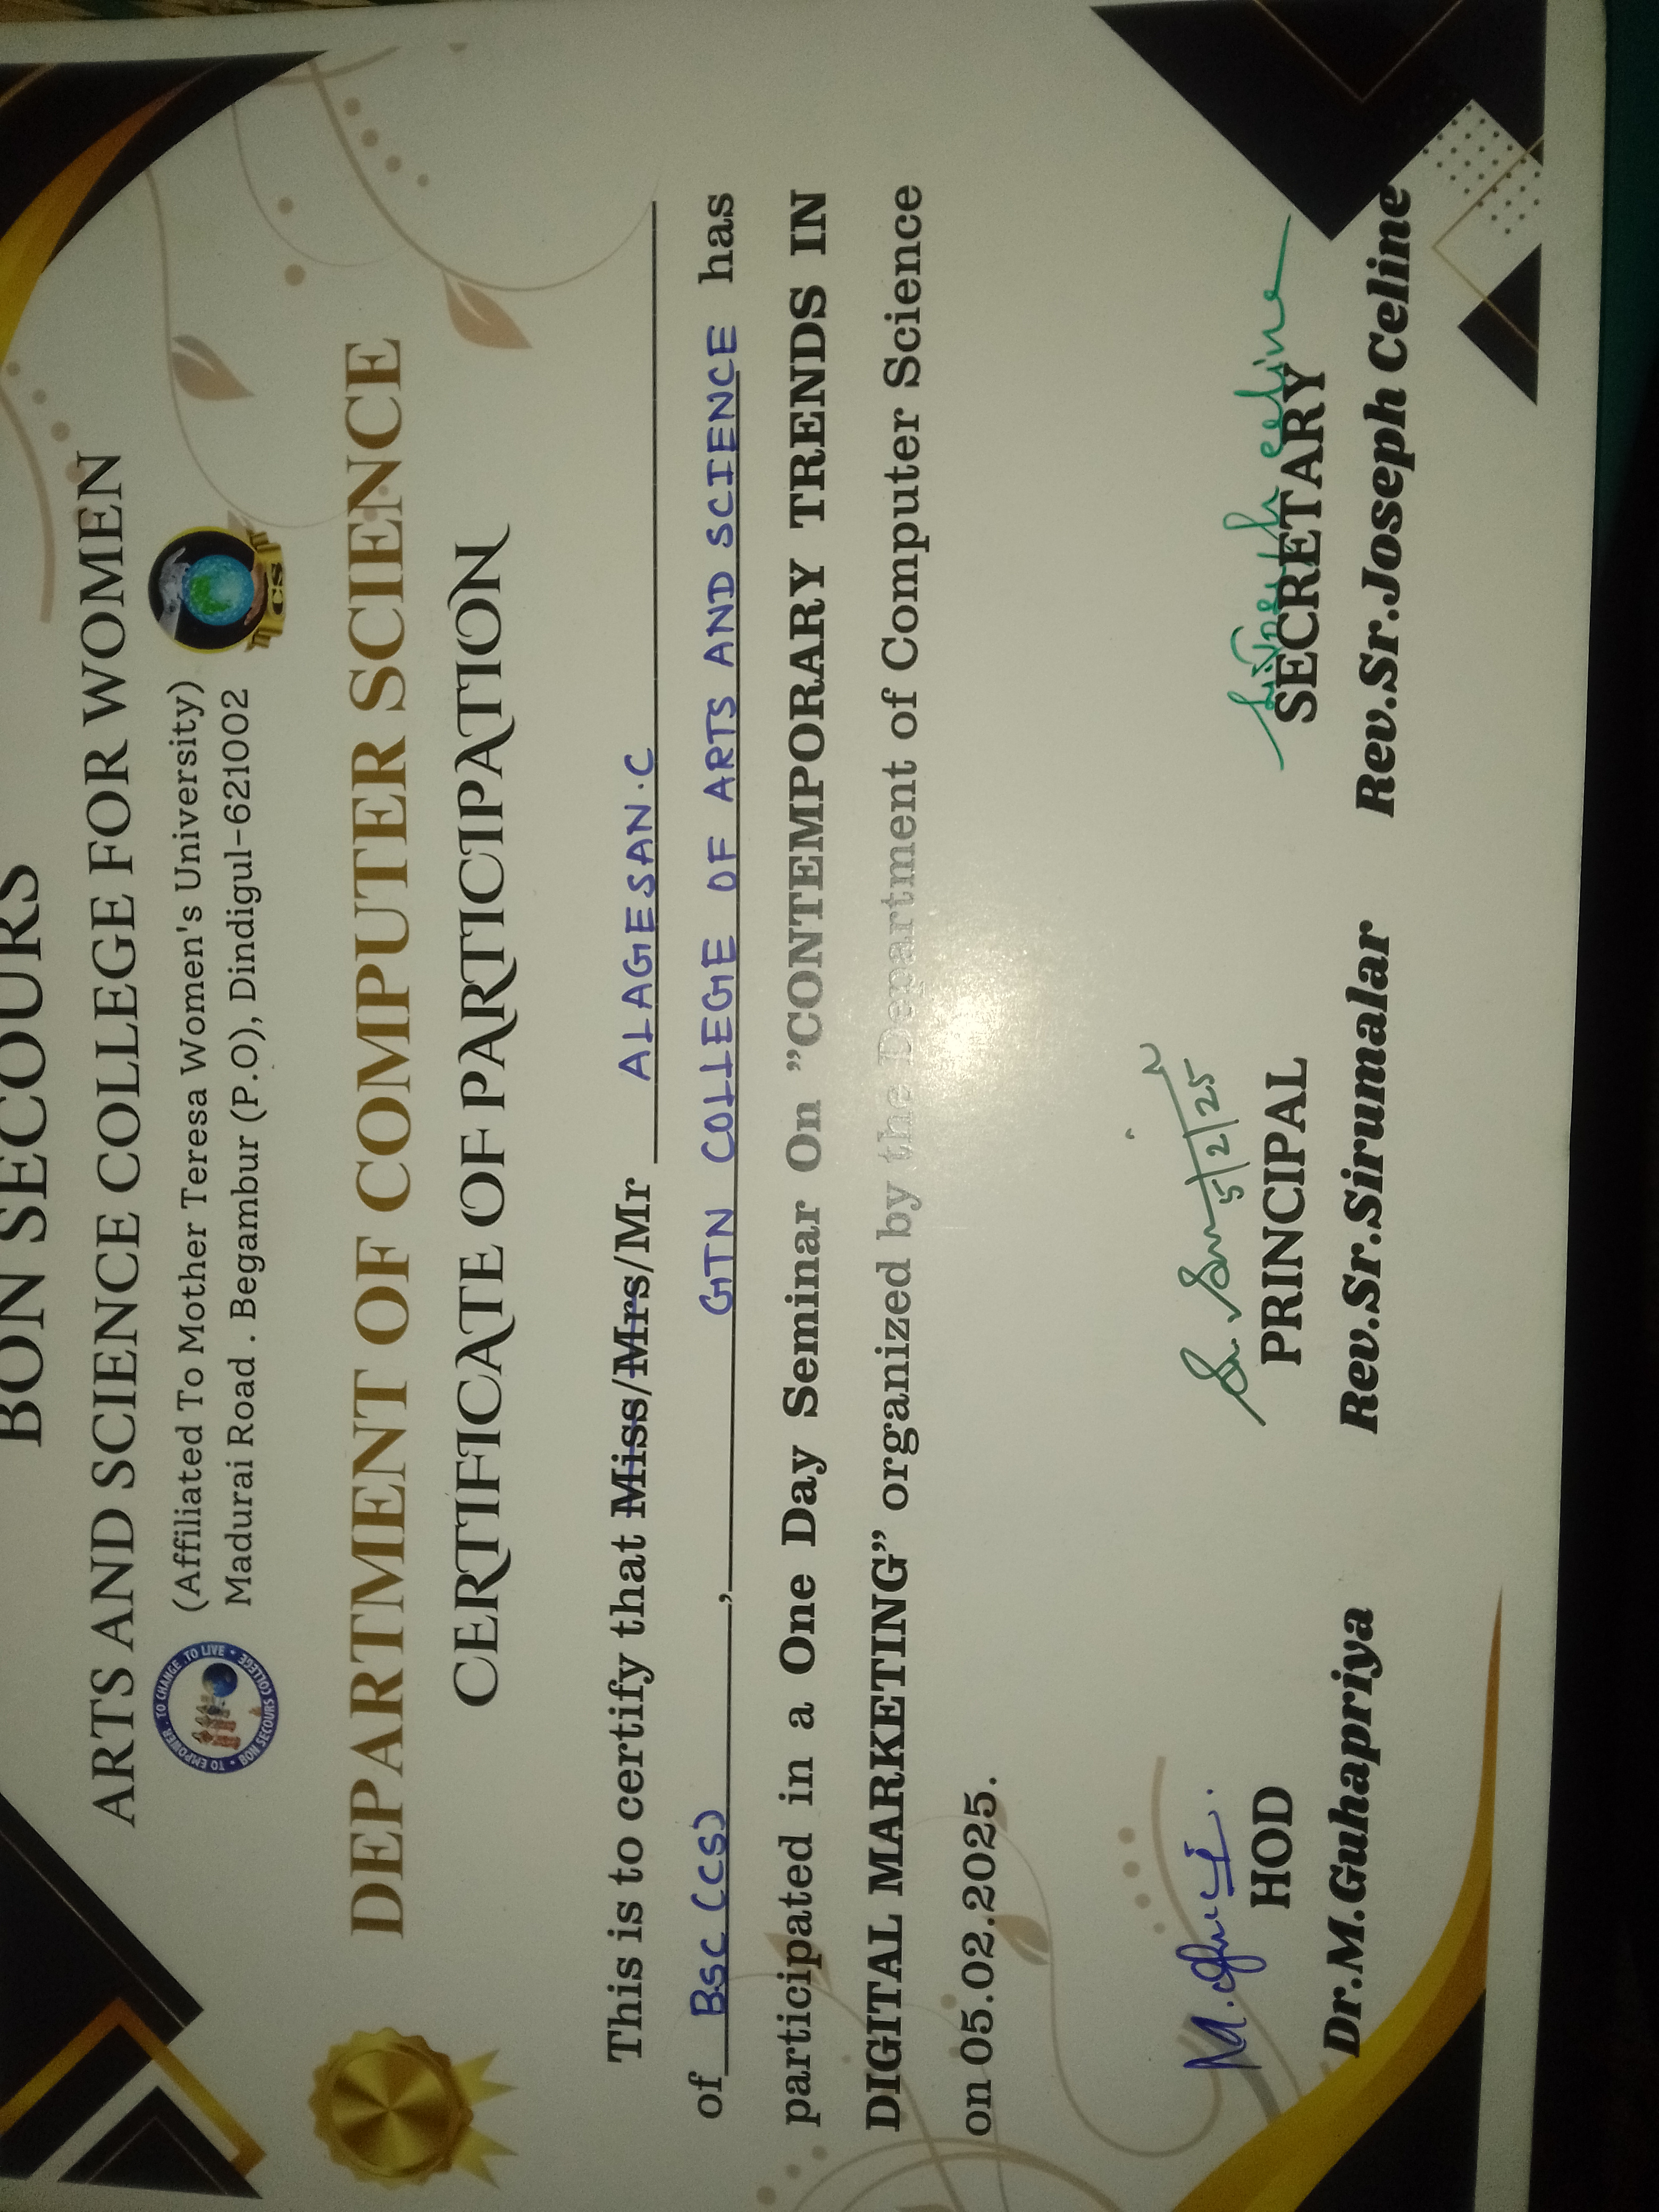 BON SECOURS
ARTS AND SCIENCE COLLEGE FOR WOMEN
TO EMPOWER . TO CHANGE . TO LIVE
BON SECOURS COLLEGE
(Affiliated To Mother Teresa Women's University)
Madurai Road . Begambur (P.O), Dindigul-621002
CS
DEPARTMENT OF COMPUTER SCIENCE
CERTIFICATE OF PARTICIPATION
This is to certify that Miss/Mrs/Mr ALAGESAN.C
of BSC (CS), GTN COLLEGE OF ARTS AND SCIENCE has
participated in a One Day Seminar On ”CONTEMPORARY TRENDS IN
DIGITAL MARKETING” organized by the Department of Computer Science
on 05.02.2025.
5/2/25
Joseph celine
HOD
PRINCIPAL
SECRETARY
Dr.M.Guhapriya
Rev.Sr.Sirumalar
Rev.Sr.Joseph Celine